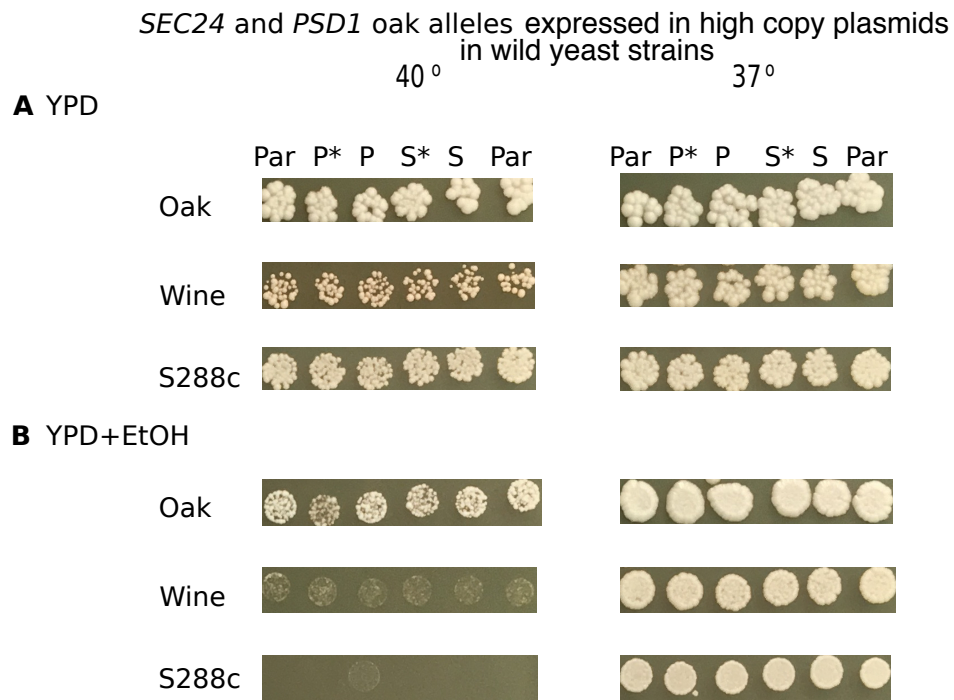 SEC24 and PSD1 oak alleles expressed in high copy plasmids
in wild yeast strains
40 º 37 º
A YPD
Par P* P S* S Par Par P* P S* S Par
Oak
Wine
S288c
B YPD+EtOH
Oak
Wine
S288c